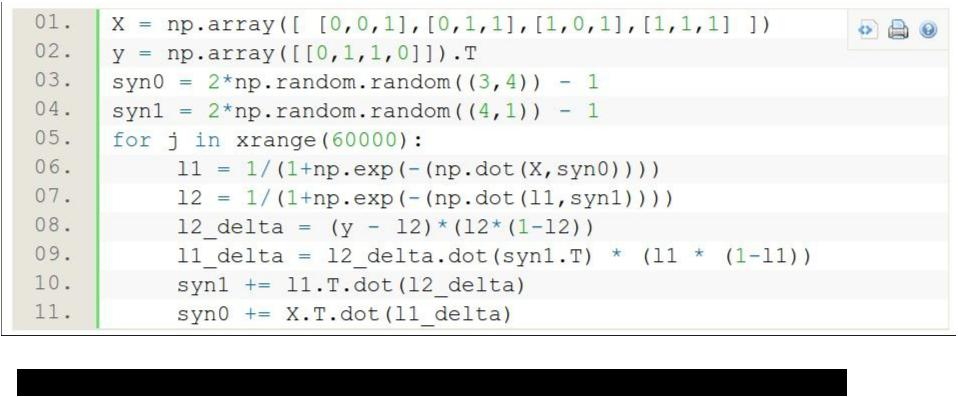 01. X = np.array([ [0,0,1],[0,1,1],[1,0,1],[1,1,1] ])
02. y = np.array([[0,1,1,0]]).T
03. syn0 = 2*np.random.random((3,4)) - 1
04. syn1 = 2*np.random.random((4,1)) - 1
05. for j in xrange(60000):
06.     l1 = 1/(1+np.exp(-(np.dot(X,syn0))))
07.     l2 = 1/(1+np.exp(-(np.dot(l1,syn1))))
08.     l2_delta = (y - l2)*(l2*(1-l2))
09.     l1_delta = l2_delta.dot(syn1.T) * (l1 * (1-l1))
10.     syn1 += l1.T.dot(l2_delta)
11.     syn0 += X.T.dot(l1_delta)